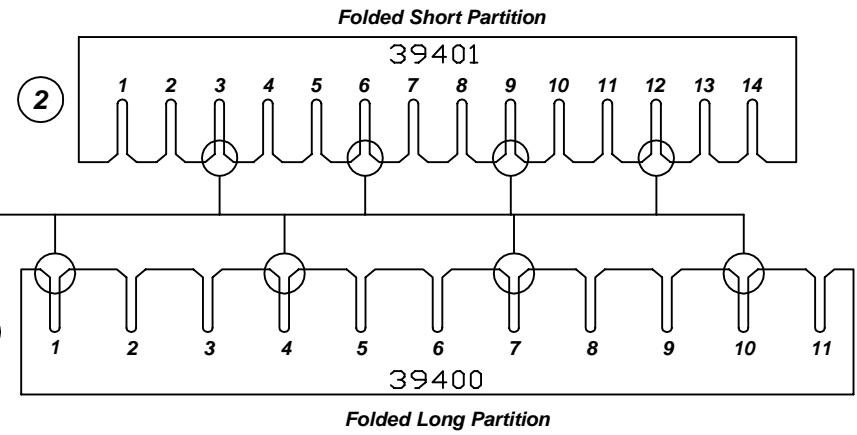 Folded Short Partition
39401
2
1 2 3 4 5 6 7 8 9 10 11 12 13 14
1 2 3 4 5 6 7 8 9 10 11
39400
Folded Long Partition